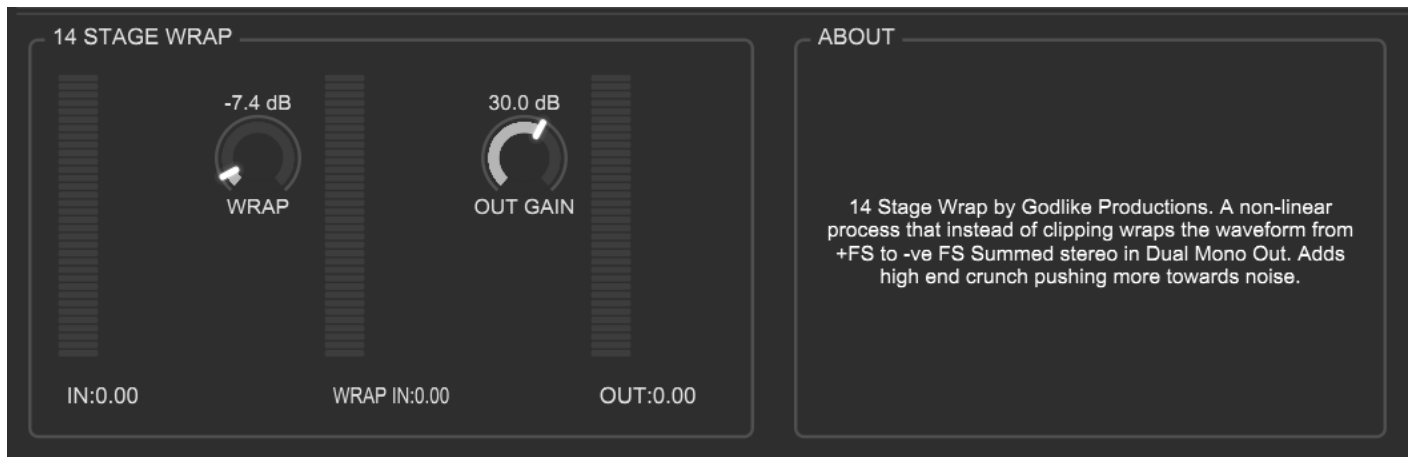 14 STAGE WRAP
-7.4 dB
30.0 dB
WRAP
OUT GAIN
IN:0.00
WRAP IN:0.00
OUT:0.00
ABOUT
14 Stage Wrap by Godlike Productions. A non-linear
process that instead of clipping wraps the waveform from
+FS to -ve FS Summed stereo in Dual Mono Out. Adds
high end crunch pushing more towards noise.